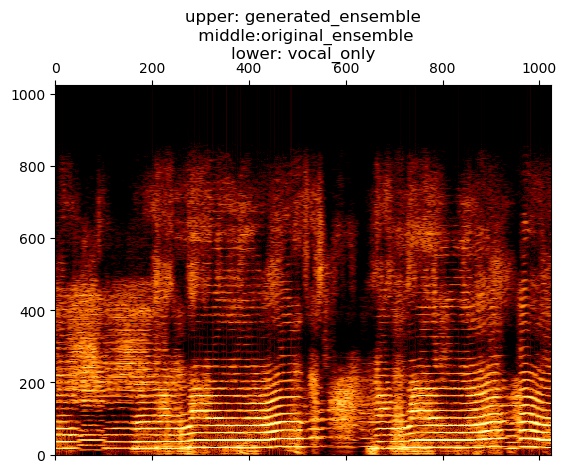 upper: generated_ensemble
middle:original_ensemble
lower: vocal_only
0 200 400 600 800 1000
1000
800
600
400
200
0